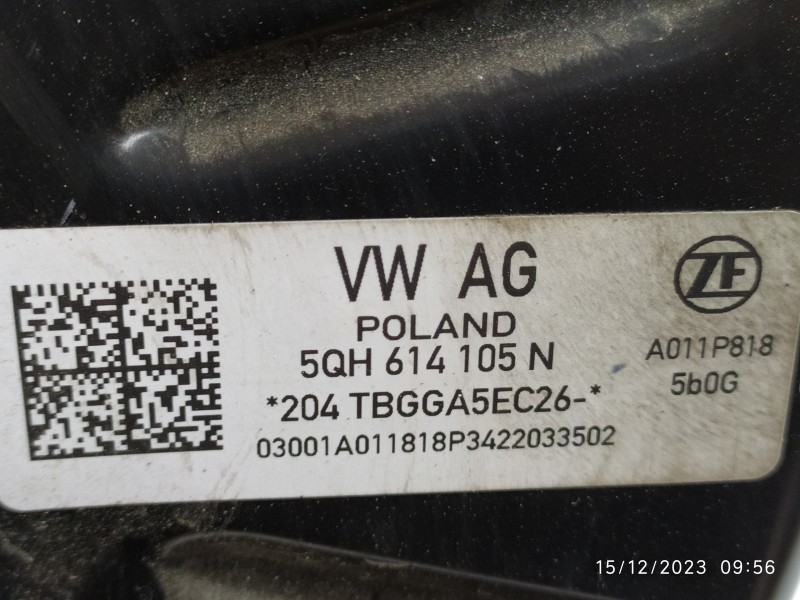 VW AG
POLAND
5QH 614 105 N
*204 TBGGA5EC26-*
03001A011818P3422033502
ZF
A011P818
5b0G
15/12/2023 09:56